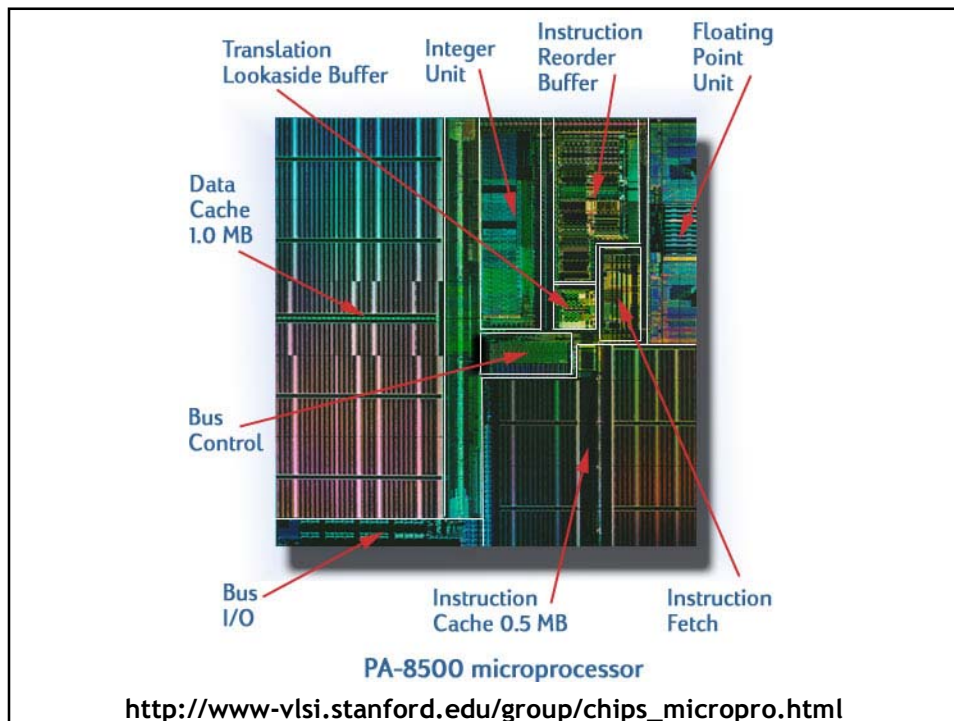 Translation
Lookaside Buffer
Integer
Unit
Instruction
Reorder
Buffer
Floating
Point
Unit
Data
Cache
1.0 MB
Bus
Control
Bus
I/O
Instruction
Cache 0.5 MB
Instruction
Fetch
PA-8500 microprocessor
http://www-vlsi.stanford.edu/group/chips_micropro.html